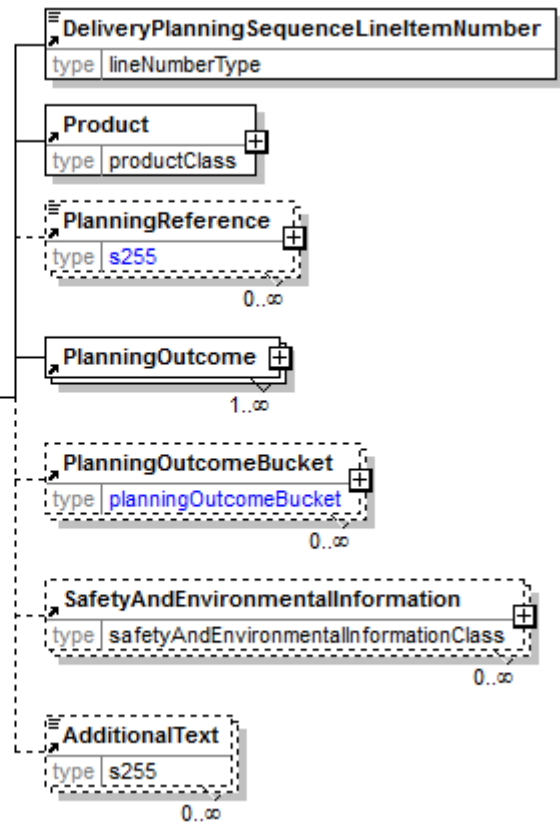 DeliveryPlanningSequenceLineItemNumber
type lineNumberType
Product
type productClass
PlanningReference
type s255
0..∞
PlanningOutcome
1..∞
PlanningOutcomeBucket
type planningOutcomeBucket
0..∞
SafetyAndEnvironmentalInformation
type safetyAndEnvironmentalInformationClass
0..∞
AdditionalText
type s255
0..∞